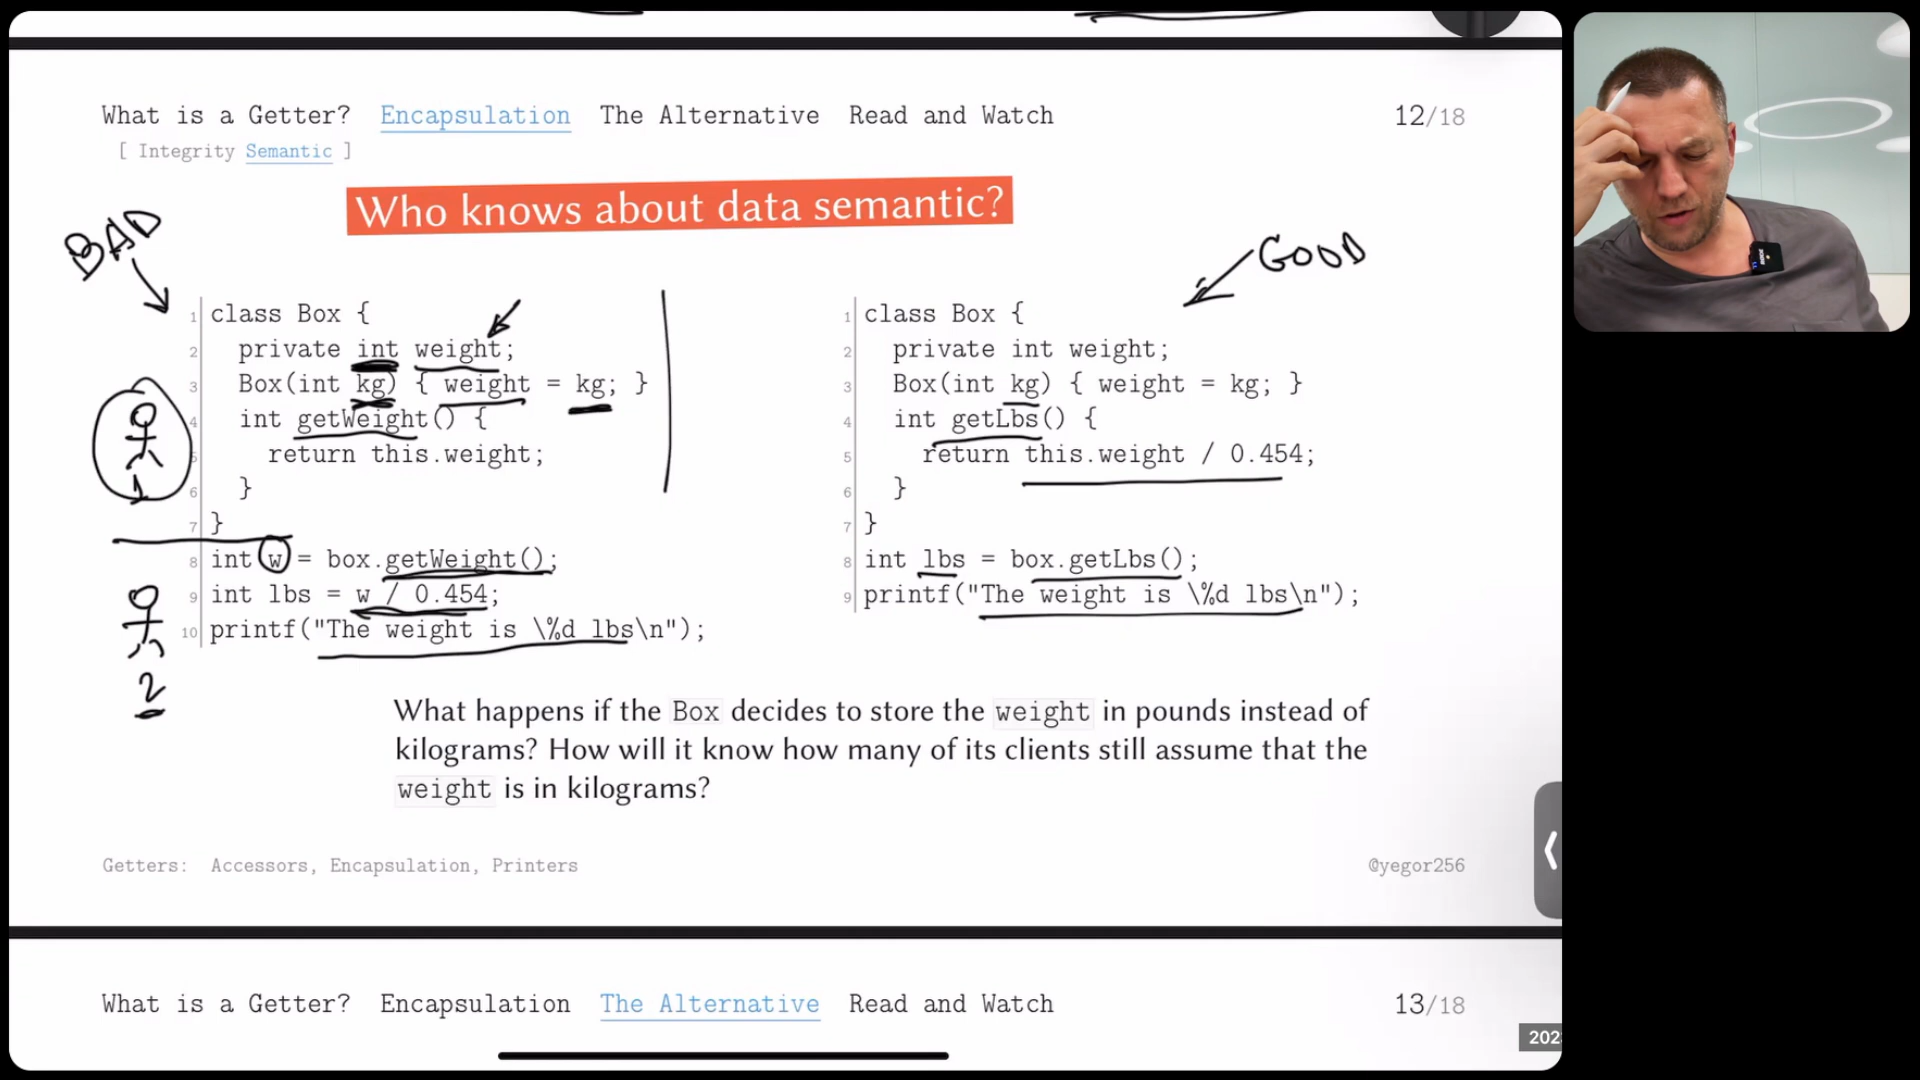 What is a Getter? Encapsulation The Alternative Read and Watch 12/18
[ Integrity Semantic ]
Who knows about data semantic?
BAD
GOOD
1 class Box {
2 private int weight;
3 Box(int kg) { weight = kg; }
4 int getWeight() {
5 return this.weight;
6 }
7 }
8 int w = box.getWeight();
9 int lbs = w / 0.454;
10 printf("The weight is \%d lbs\n");
1
2
1 class Box {
2 private int weight;
3 Box(int kg) { weight = kg; }
4 int getLbs() {
5 return this.weight / 0.454;
6 }
7 }
8 int lbs = box.getLbs();
9 printf("The weight is \%d lbs\n");
What happens if the Box decides to store the weight in pounds instead of
kilograms? How will it know how many of its clients still assume that the
weight is in kilograms?
Getters: Accessors, Encapsulation, Printers @yegor256
What is a Getter? Encapsulation The Alternative Read and Watch 13/18